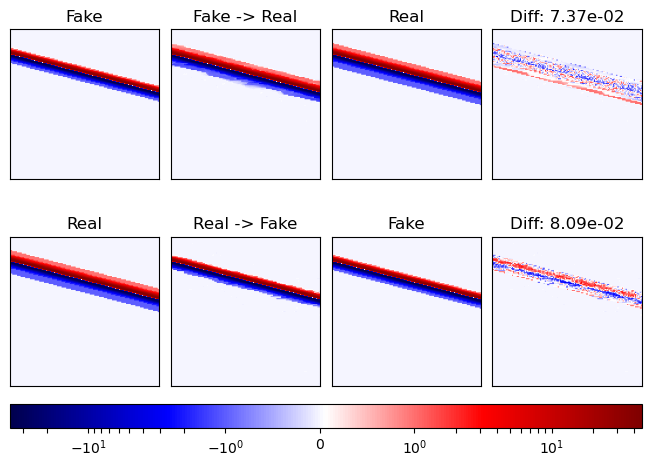 Fake Fake -> Real Real Diff: 7.37e-02
Real Real -> Fake Fake Diff: 8.09e-02
−10¹ −10⁰ 0 10⁰ 10¹